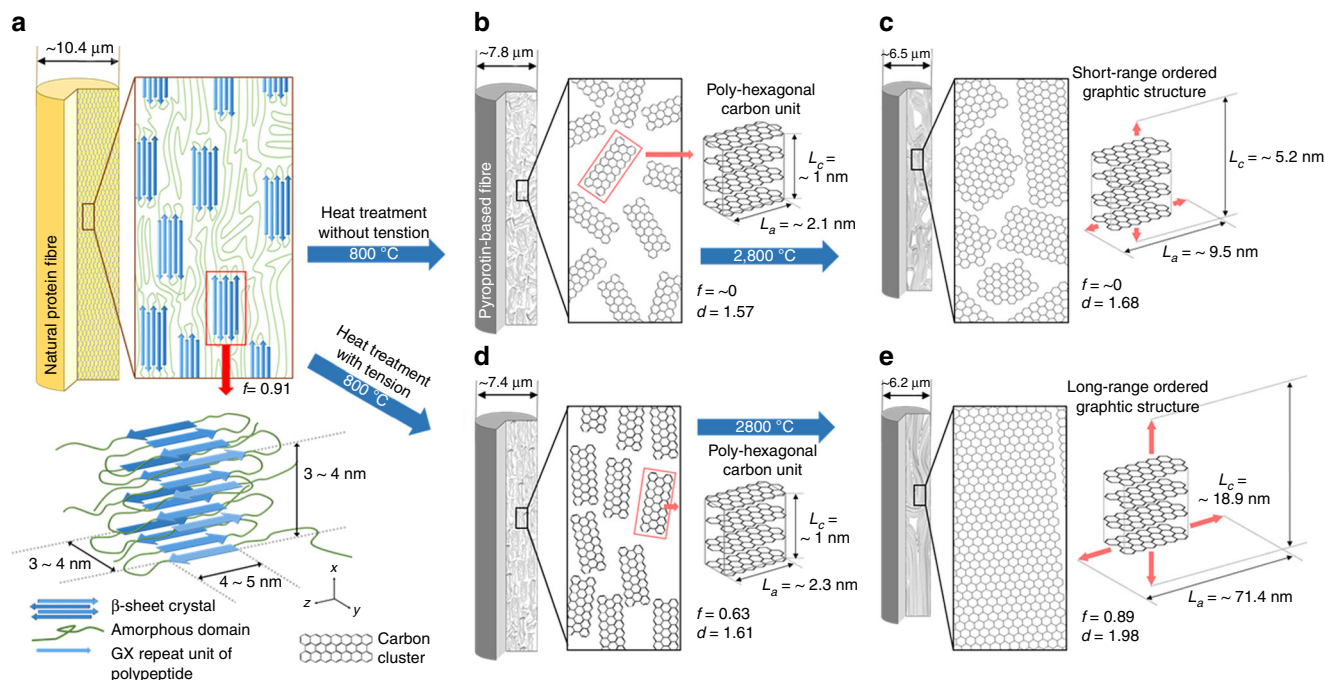 a
~10.4 μm
Natural protein fibre
f= 0.91
3 ~ 4 nm
3 ~ 4 nm
4 ~ 5 nm
x
z
y
β-sheet crystal
Amorphous domain
GX repeat unit of
polypeptide
Carbon
cluster
Heat treatment
without tension
800 °C
Heat treatment
with tension
800 °C
b
~7.8 μm
Pyroprotin-based fibre
Poly-hexagonal
carbon unit
Lc =
~ 1 nm
La = ~ 2.1 nm
2,800 °C
f = ~0
d = 1.57
c
~6.5 μm
Short-range ordered
graphtic structure
Lc = ~ 5.2 nm
La = ~ 9.5 nm
f = ~0
d = 1.68
d
~7.4 μm
2800 °C
Poly-hexagonal
carbon unit
Lc =
~ 1 nm
La = ~ 2.3 nm
f = 0.63
d = 1.61
e
~6.2 μm
Long-range ordered
graphtic structure
Lc =
~ 18.9 nm
La = ~ 71.4 nm
f = 0.89
d = 1.98